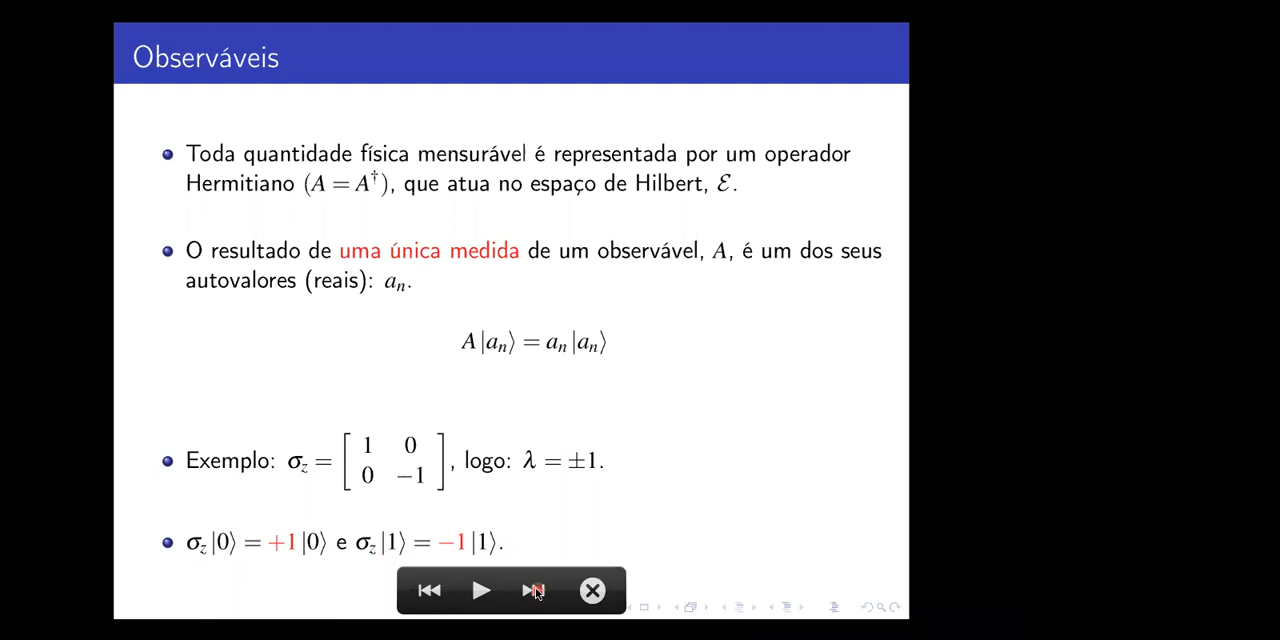 Observáveis
Toda quantidade física mensurável é representada por um operador
Hermitiano (A = A†), que atua no espaço de Hilbert, ℰ.
O resultado de uma única medida de um observável, A, é um dos seus
autovalores (reais): aₙ.
A|aₙ⟩ = aₙ|aₙ⟩
Exemplo: σ_z = [1 0; 0 −1], logo: λ = ±1.
σ_z|0⟩ = +1|0⟩ e σ_z|1⟩ = −1|1⟩.